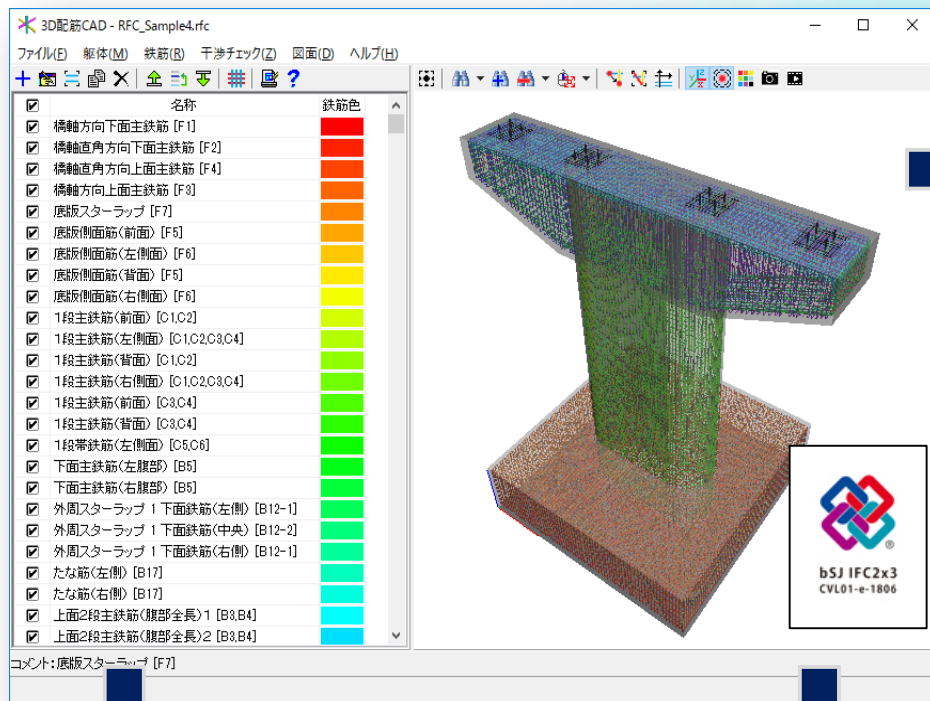 3D配筋CAD - RFC_Sample4.rfc
ファイル(F) 躯体(M) 鉄筋(R) 干渉チェック(Z) 図面(D) ヘルプ(H)
名称 鉄筋色
橋軸方向下面主鉄筋 [F1]
橋軸直角方向下面主鉄筋 [F2]
橋軸直角方向上面主鉄筋 [F4]
橋軸方向上面主鉄筋 [F3]
底版スターラップ [F7]
底版側面筋(前面) [F5]
底版側面筋(左側面) [F6]
底版側面筋(背面) [F5]
底版側面筋(右側面) [F6]
1段主鉄筋(前面) [C1,C2]
1段主鉄筋(左側面) [C1,C2,C3,C4]
1段主鉄筋(背面) [C1,C2]
1段主鉄筋(右側面) [C1,C2,C3,C4]
1段主鉄筋(前面) [C3,C4]
1段主鉄筋(背面) [C3,C4]
1段帯鉄筋(左側面) [C5,C6]
下面主鉄筋(左腹部) [B5]
下面主鉄筋(右腹部) [B5]
外周スターラップ 1 下面鉄筋(左側) [B12-1]
外周スターラップ 1 下面鉄筋(中央) [B12-2]
外周スターラップ 1 下面鉄筋(右側) [B12-1]
たな筋(左側) [B17]
たな筋(右側) [B17]
上面2段主鉄筋(腹部全長)1 [B3,B4]
上面2段主鉄筋(腹部全長)2 [B3,B4]
コメント:底版スターラップ [F7]
bSJ IFC2x3
CVL01-e-1806